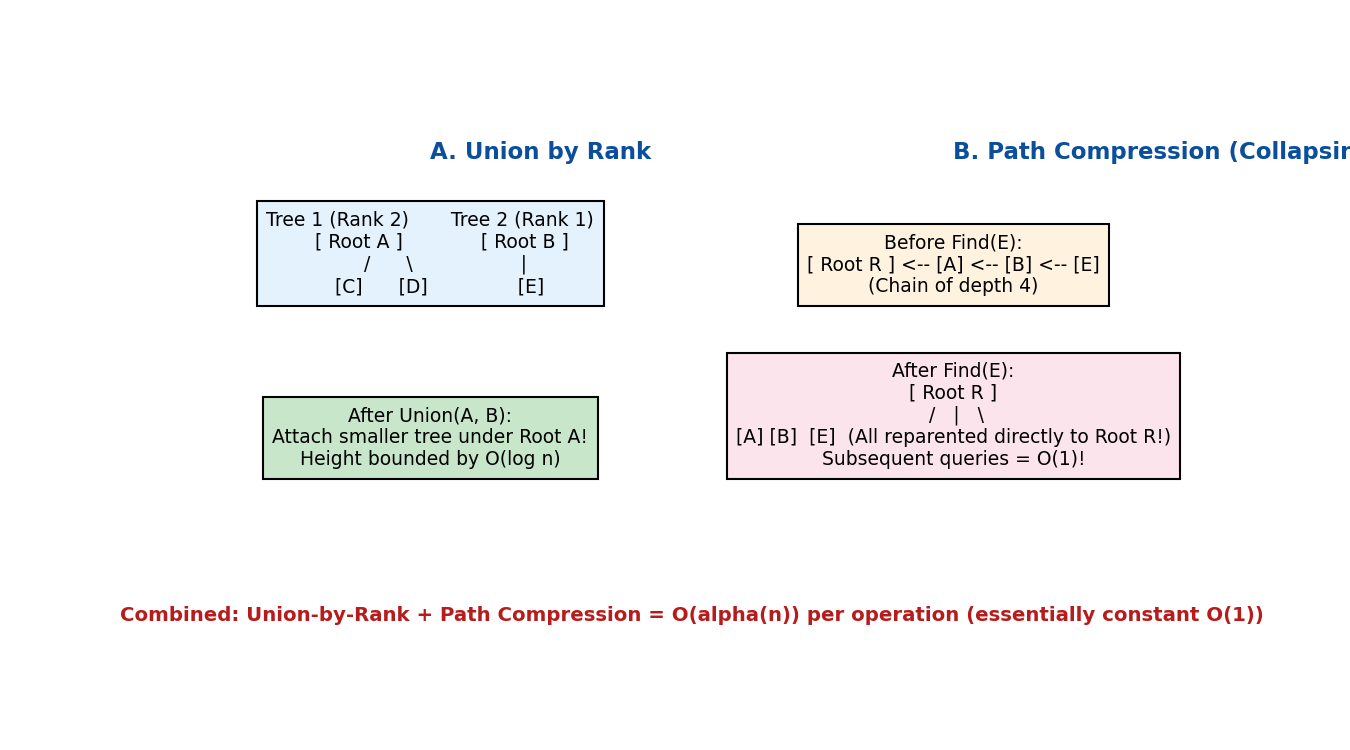 A. Union by Rank
Tree 1 (Rank 2) Tree 2 (Rank 1)
[ Root A ] [ Root B ]
/ \ |
[C] [D] [E]
After Union(A, B):
Attach smaller tree under Root A!
Height bounded by O(log n)
B. Path Compression (Collapsin
Before Find(E):
[ Root R ] <-- [A] <-- [B] <-- [E]
(Chain of depth 4)
After Find(E):
[ Root R ]
/ | \
[A] [B] [E] (All reparented directly to Root R!)
Subsequent queries = O(1)!
Combined: Union-by-Rank + Path Compression = O(alpha(n)) per operation (essentially constant O(1))